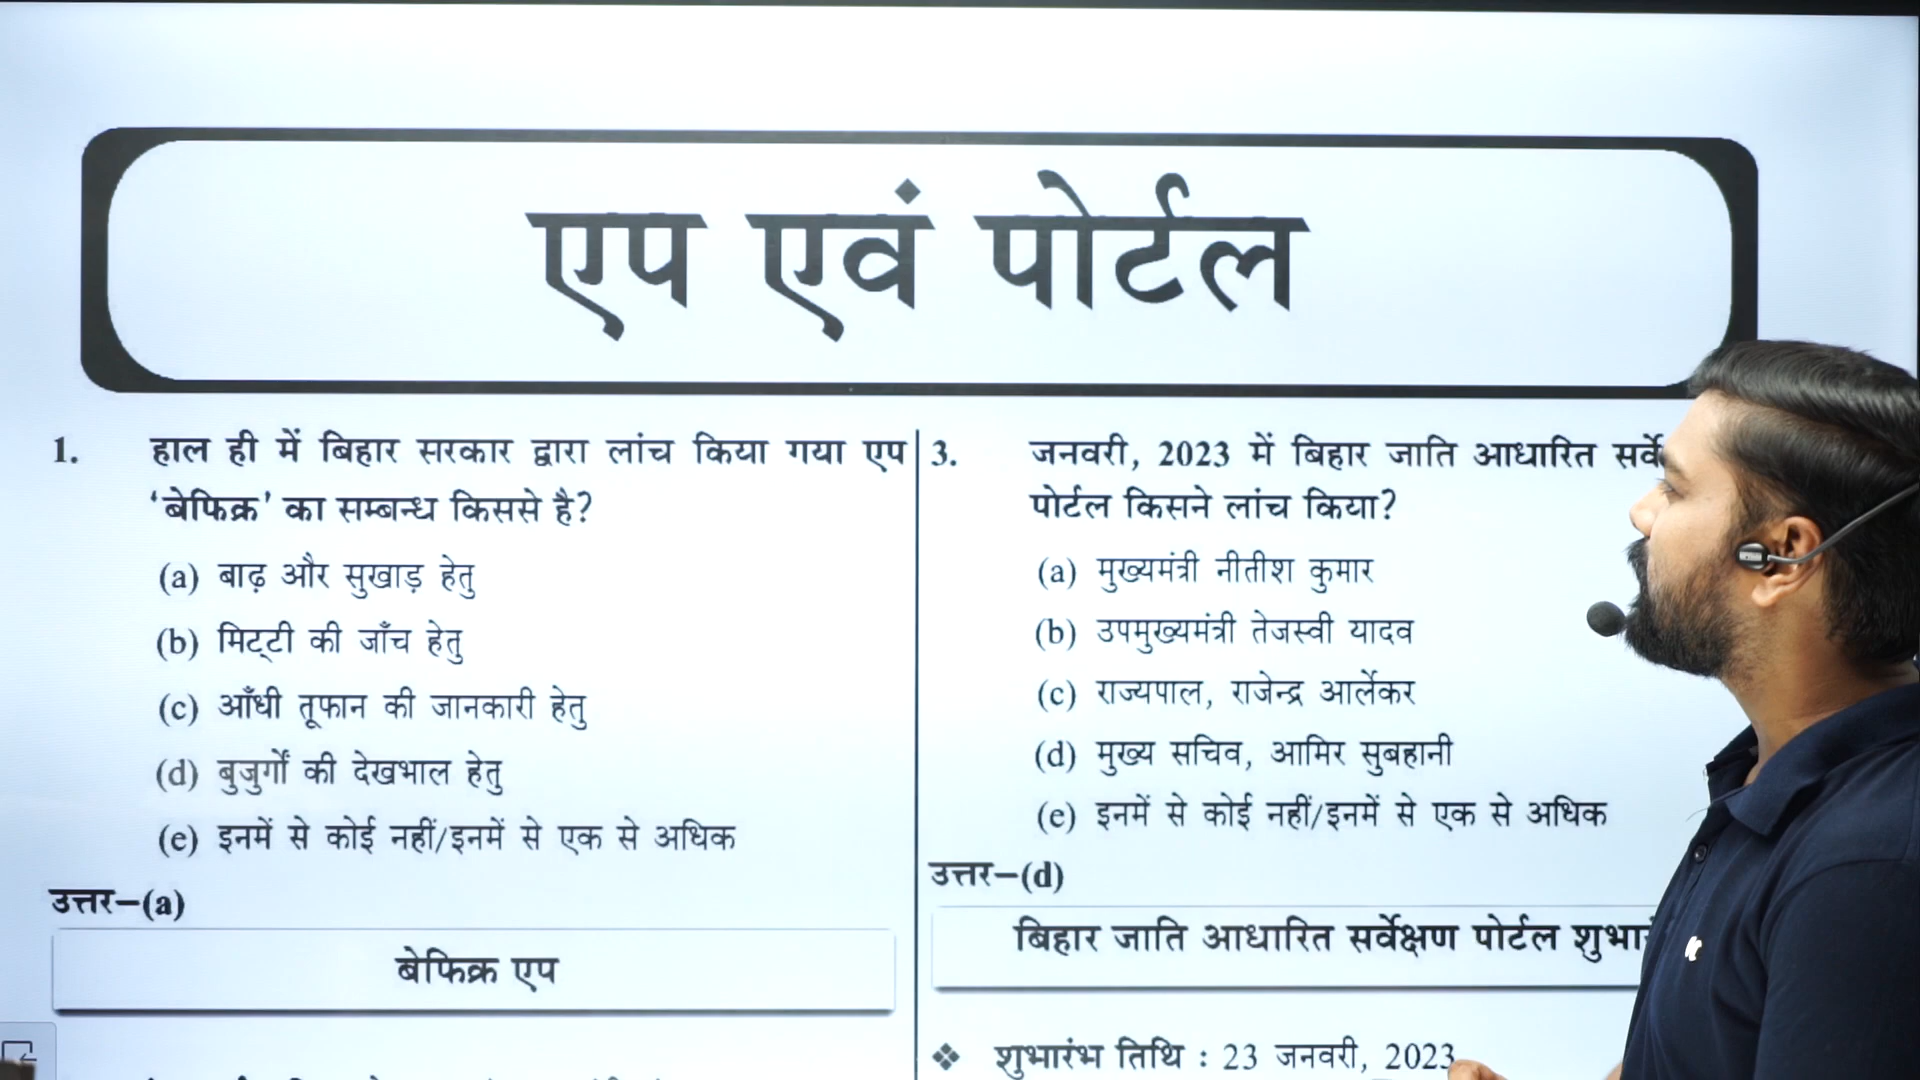 एप एवं पोर्टल
1. हाल ही में बिहार सरकार द्वारा लांच किया गया एप
‘बेफिक्र’ का सम्बन्ध किससे है?
(a) बाढ़ और सुखाड़ हेतु
(b) मिट्टी की जाँच हेतु
(c) आँधी तूफान की जानकारी हेतु
(d) बुजुर्गों की देखभाल हेतु
(e) इनमें से कोई नहीं/इनमें से एक से अधिक
उत्तर–(a)
बेफिक्र एप
3. जनवरी, 2023 में बिहार जाति आधारित
पोर्टल किसने लांच किया?
(a) मुख्यमंत्री नीतीश कुमार
(b) उपमुख्यमंत्री तेजस्वी यादव
(c) राज्यपाल, राजेन्द्र आर्लेकर
(d) मुख्य सचिव, आमिर सुबहानी
(e) इनमें से कोई नहीं/इनमें से एक से अधिक
उत्तर–(d)
बिहार जाति आधारित सर्वेक्षण पोर्टल
❖ शुभारंभ तिथि : 23 जनवरी, 2023